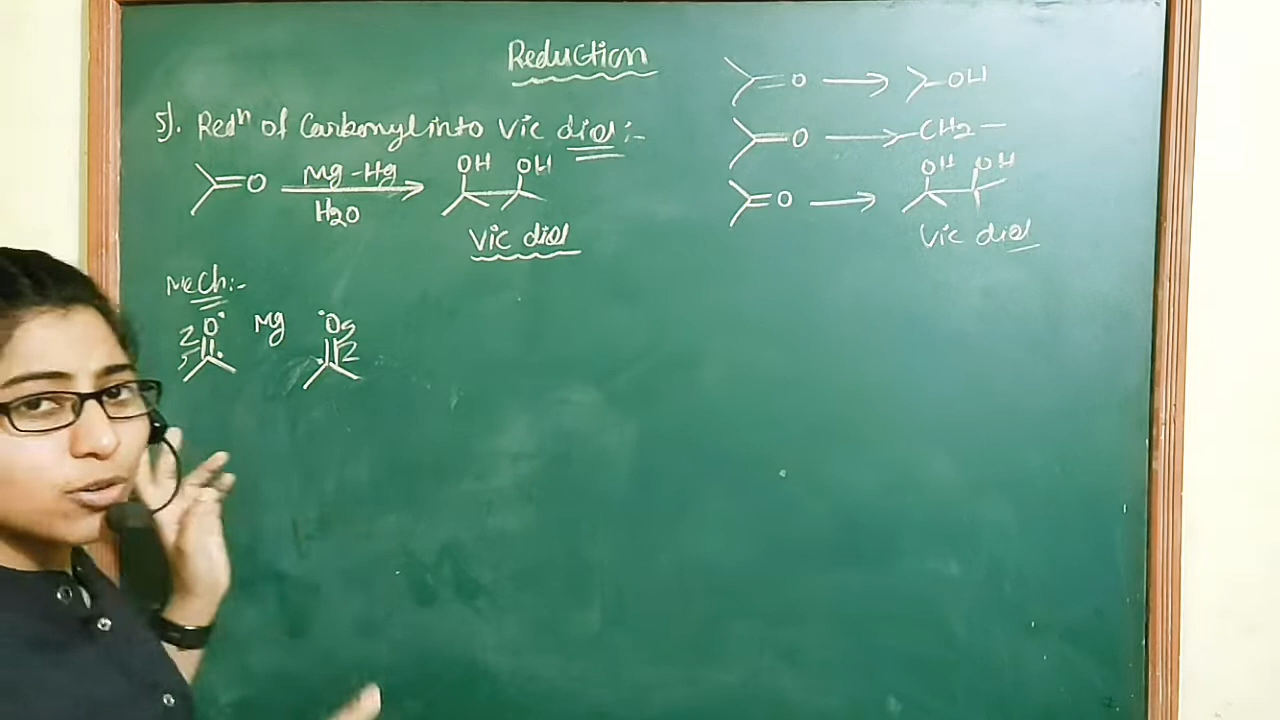 Reduction
5). Redn of Carbonyl into Vic diol :-
O Mg-Hg OH OH
H2O
Vic diol
Mech :-
O Mg O
O OH
O CH2
O OH OH
Vic diol